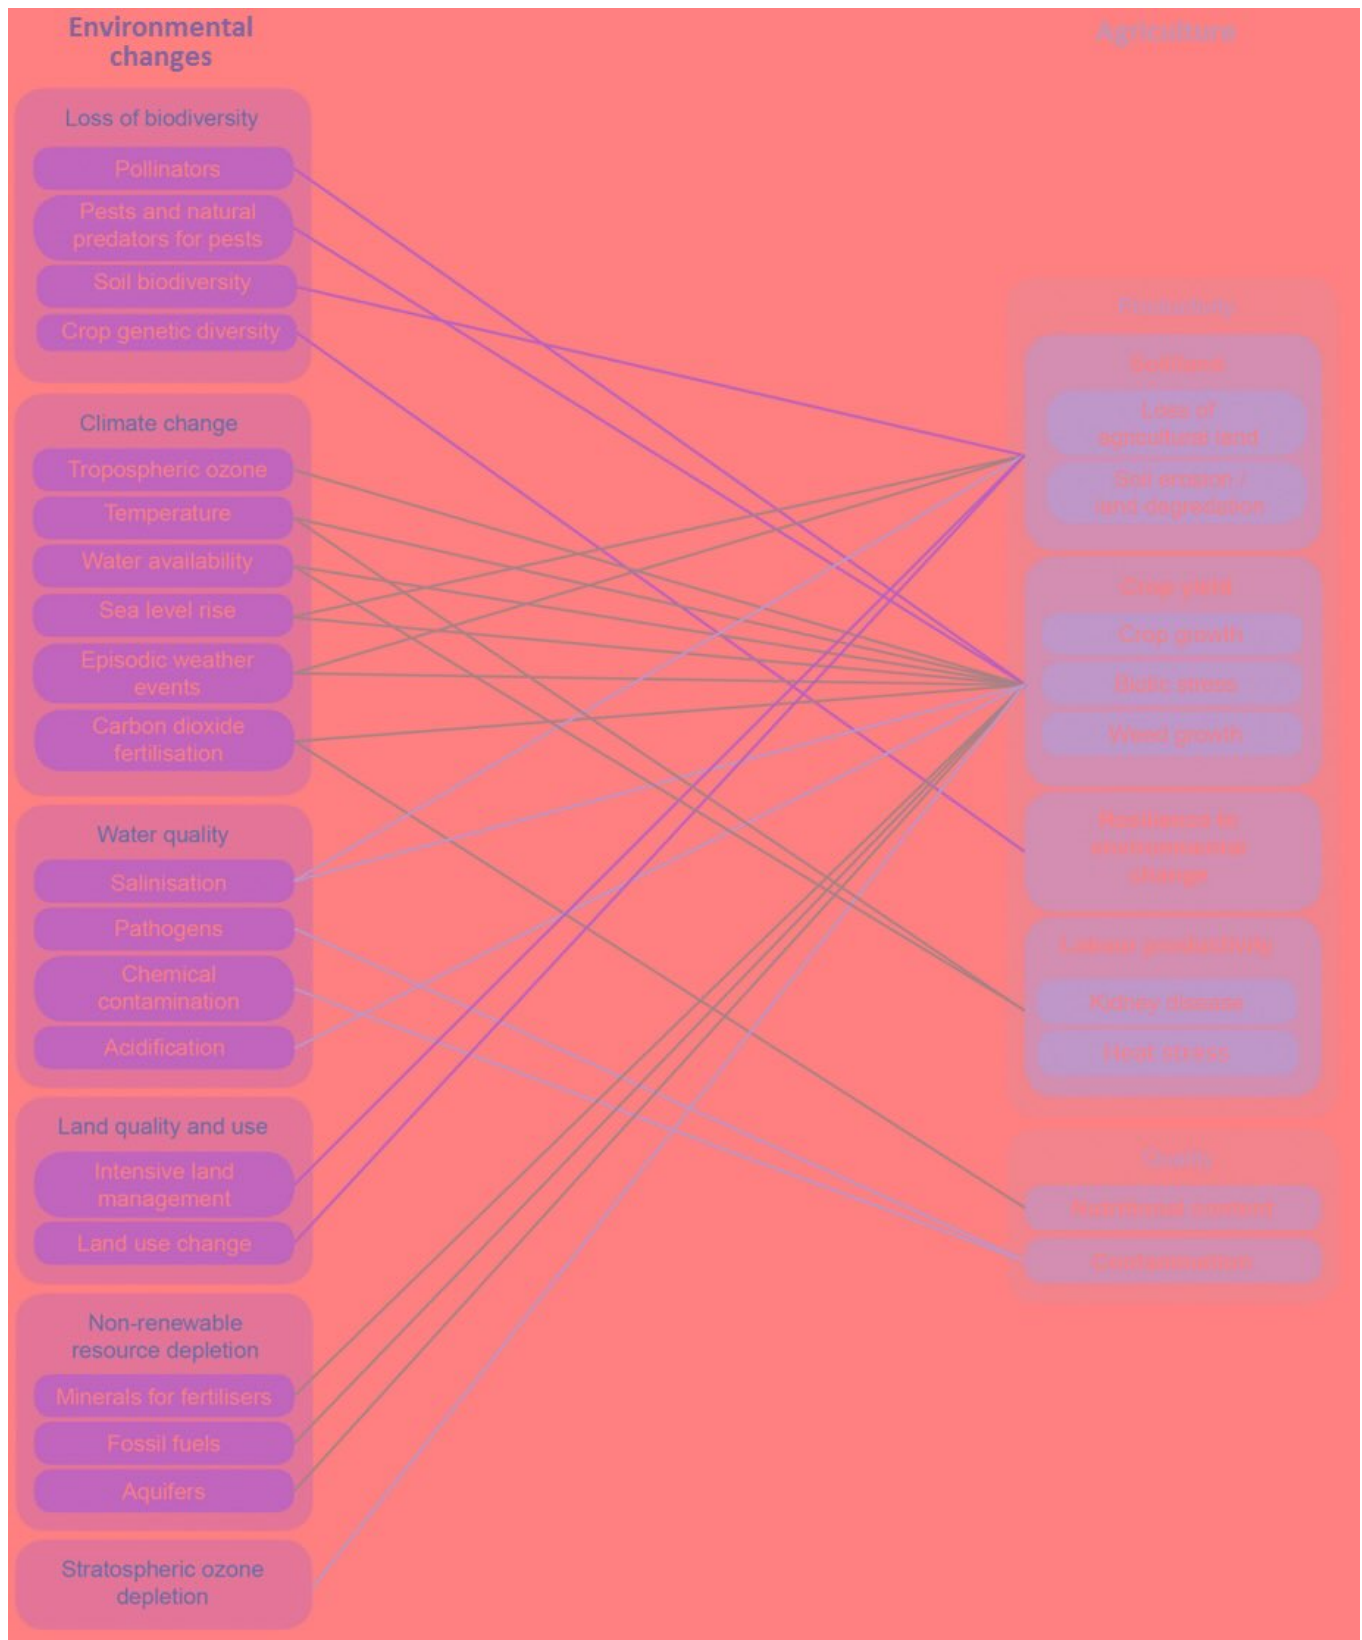 Environmental
changes
Loss of biodiversity
Pollinators
Pests and natural
predators for pests
Soil biodiversity
Crop genetic diversity
Climate change
Tropospheric ozone
Temperature
Water availability
Sea level rise
Episodic weather
events
Carbon dioxide
fertilisation
Water quality
Salinisation
Pathogens
Chemical
contamination
Acidification
Land quality and use
Intensive land
management
Land use change
Non-renewable
resource depletion
Minerals for fertilisers
Fossil fuels
Aquifers
Stratospheric ozone
depletion
Agriculture
Productivity
Loss of
agricultural land
Soil erosion /
land degradation
Crop yield
Crop growth
Biotic stress
Weed growth
Resilience to
environmental
change
Labour productivity
Kidney disease
Heat stress
Quality
Nutritional content
Contamination